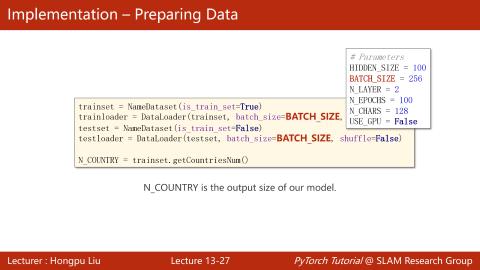 Implementation – Preparing Data
# Parameters
HIDDEN_SIZE = 100
BATCH_SIZE = 256
N_LAYER = 2
N_EPOCHS = 100
N_CHARS = 128
USE_GPU = False
trainset = NameDataset(is_train_set=True)
trainloader = DataLoader(trainset, batch_size=BATCH_SIZE,
testset = NameDataset(is_train_set=False)
testloader = DataLoader(testset, batch_size=BATCH_SIZE, shuffle=False)
N_COUNTRY = trainset.getCountriesNum()
N_COUNTRY is the output size of our model.
Lecturer : Hongpu Liu Lecture 13-27 PyTorch Tutorial @ SLAM Research Group